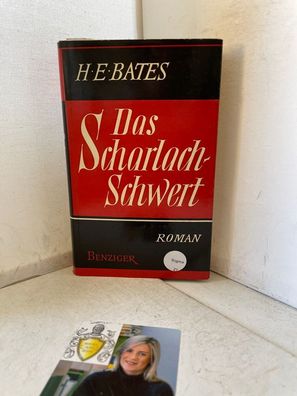 H·E·BATES
Das
Scharlach-
Schwert
ROMAN
BENZIGER